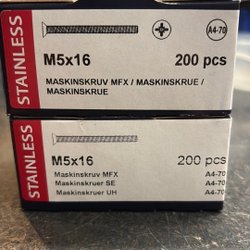 STAINLESS
A4-70
M5x16 200 pcs
MASKINSKRUV MFX / MASKINSKRUE /
MASKINSKRUE
STAINLESS
M5x16 200 pcs
Maskinskruv MFX A4-70
Maskinskruer SE A4-70
Maskinskruer UH A4-70